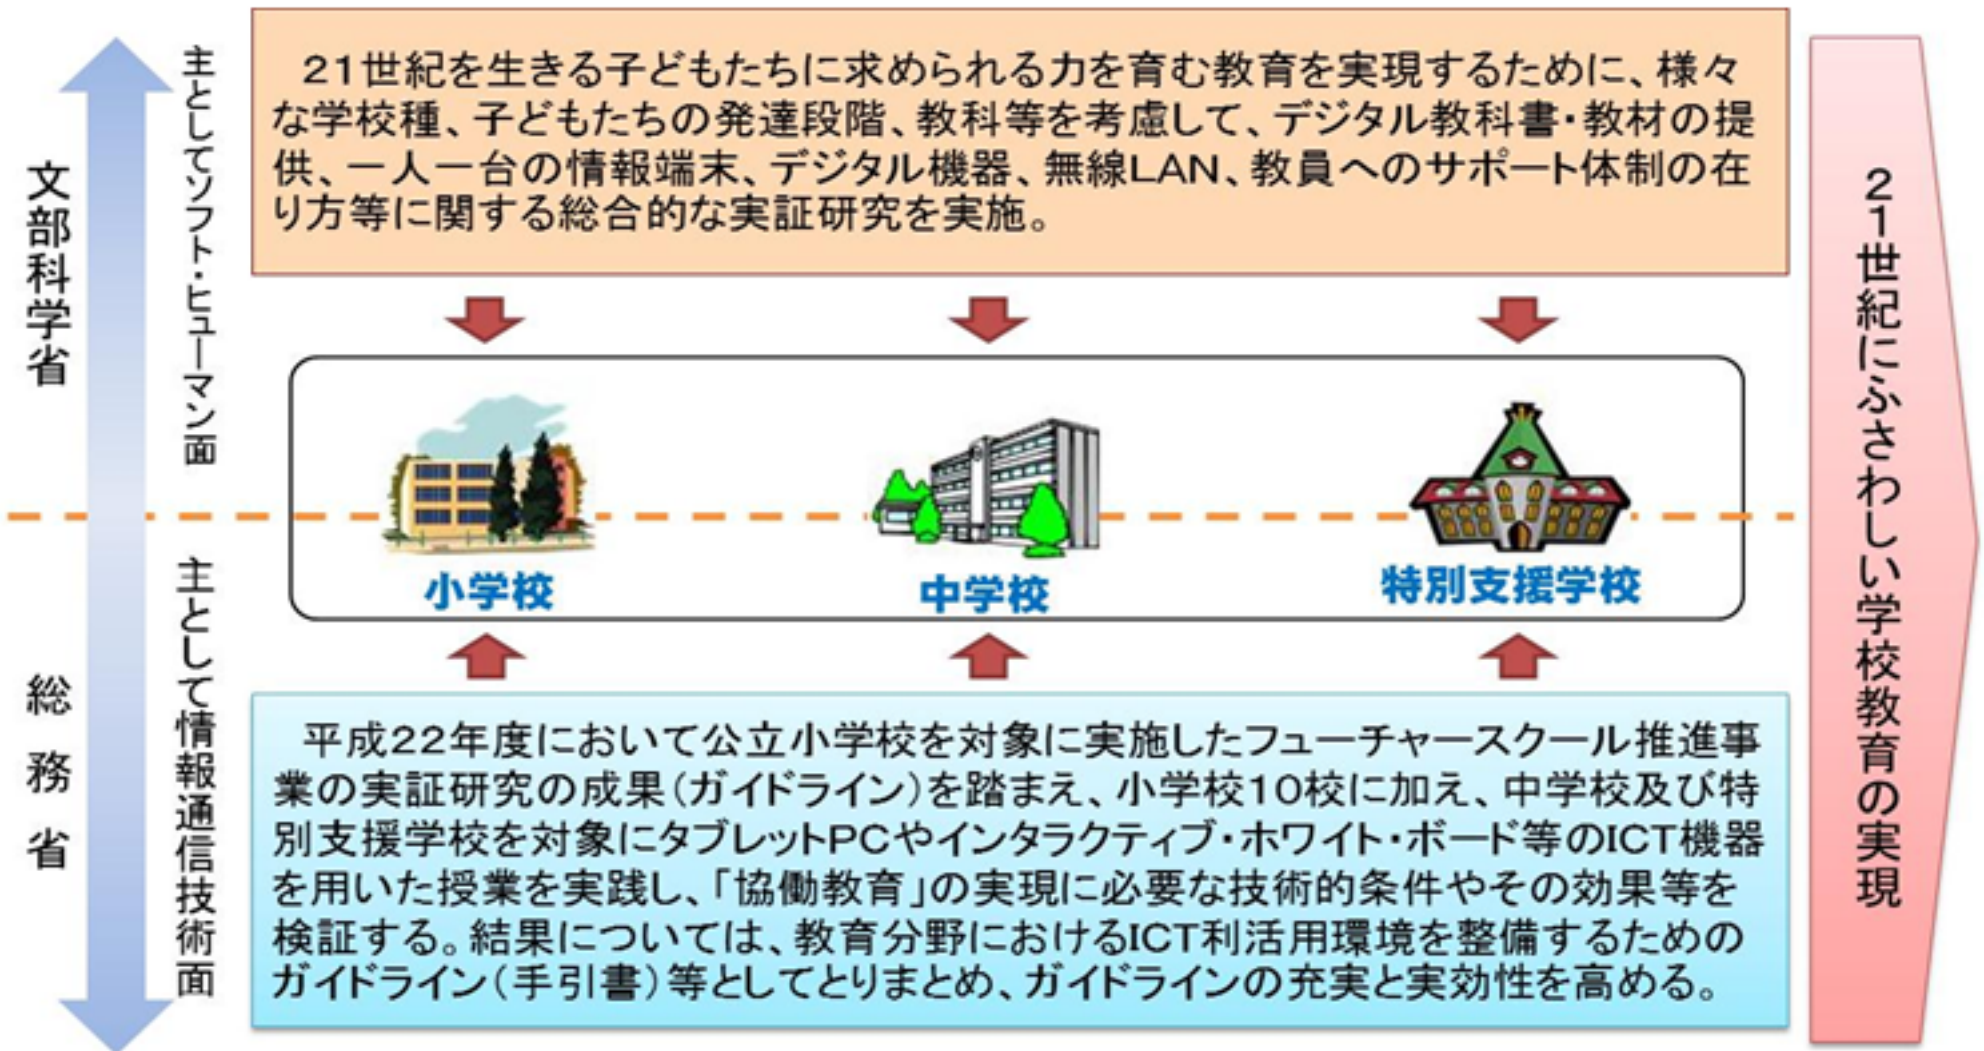 文部科学省
主としてソフト・ヒューマン面
21世紀を生きる子どもたちに求められる力を育む教育を実現するために、様々
な学校種、子どもたちの発達段階、教科等を考慮して、デジタル教科書・教材の提
供、一人一台の情報端末、デジタル機器、無線LAN、教員へのサポート体制の在
り方等に関する総合的な実証研究を実施。
小学校
中学校
特別支援学校
総務省
主として情報通信技術面
平成22年度において公立小学校を対象に実施したフューチャースクール推進事
業の実証研究の成果(ガイドライン)を踏まえ、小学校10校に加え、中学校及び特
別支援学校を対象にタブレットPCやインタラクティブ・ホワイト・ボード等のICT機器
を用いた授業を実践し、「協働教育」の実現に必要な技術的条件やその効果等を
検証する。結果については、教育分野におけるICT利活用環境を整備するための
ガイドライン(手引書)等としてとりまとめ、ガイドラインの充実と実効性を高める。
21世紀にふさわしい学校教育の実現